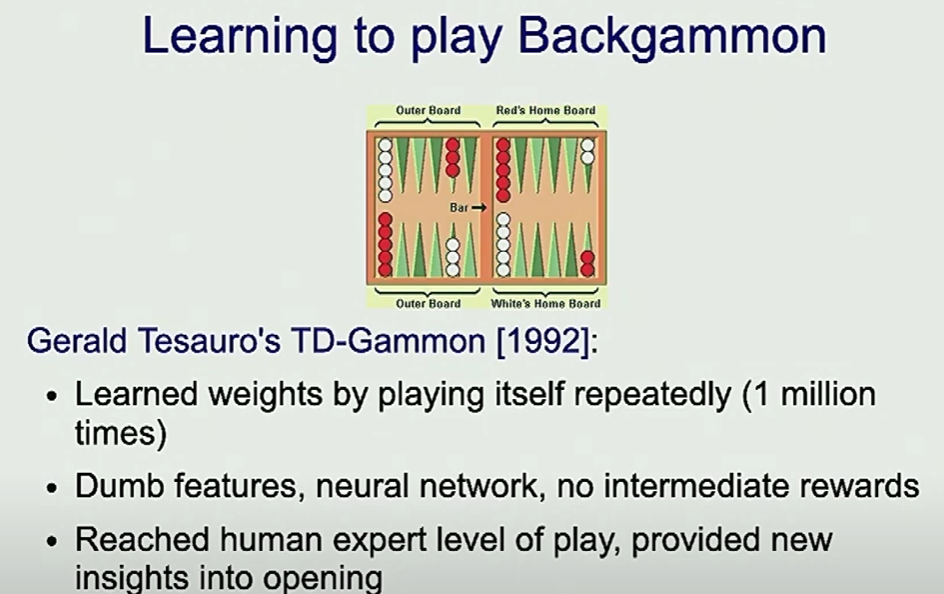 Learning to play Backgammon
Outer Board Red's Home Board
Bar
Outer Board White's Home Board
Gerald Tesauro's TD-Gammon [1992]:
• Learned weights by playing itself repeatedly (1 million
times)
• Dumb features, neural network, no intermediate rewards
• Reached human expert level of play, provided new
insights into opening